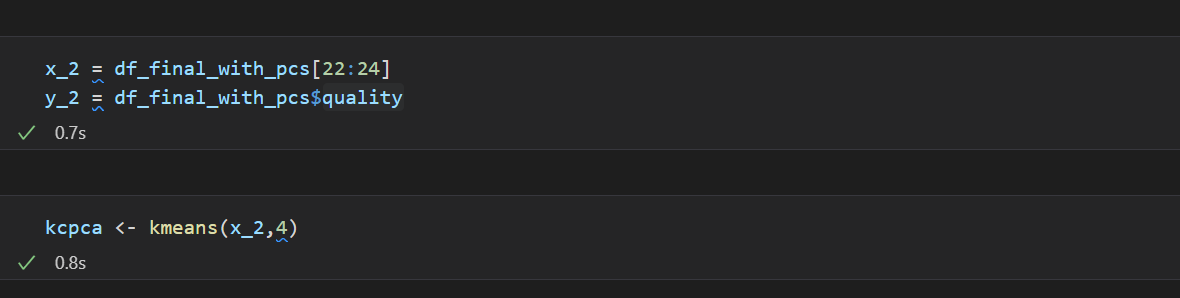 x_2 = df_final_with_pcs[22:24]
y_2 = df_final_with_pcs$quality
0.7s
kcpca <- kmeans(x_2,4)
0.8s